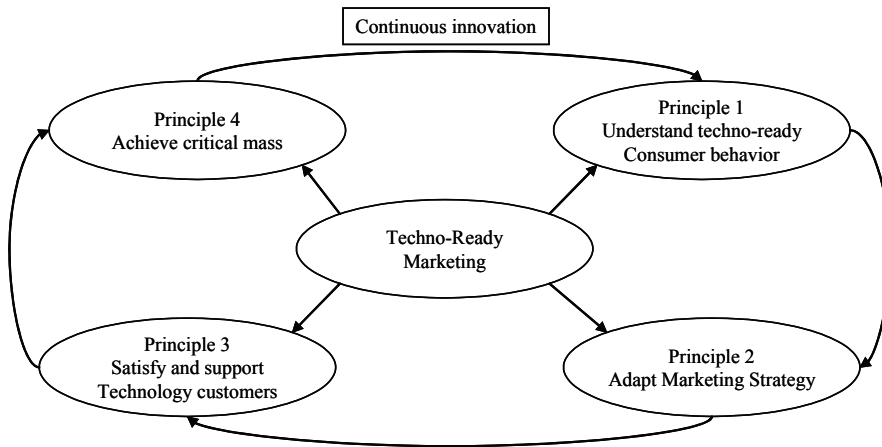 Continuous innovation
Principle 4
Achieve critical mass
Principle 1
Understand techno-ready
Consumer behavior
Techno-Ready
Marketing
Principle 3
Satisfy and support
Technology customers
Principle 2
Adapt Marketing Strategy